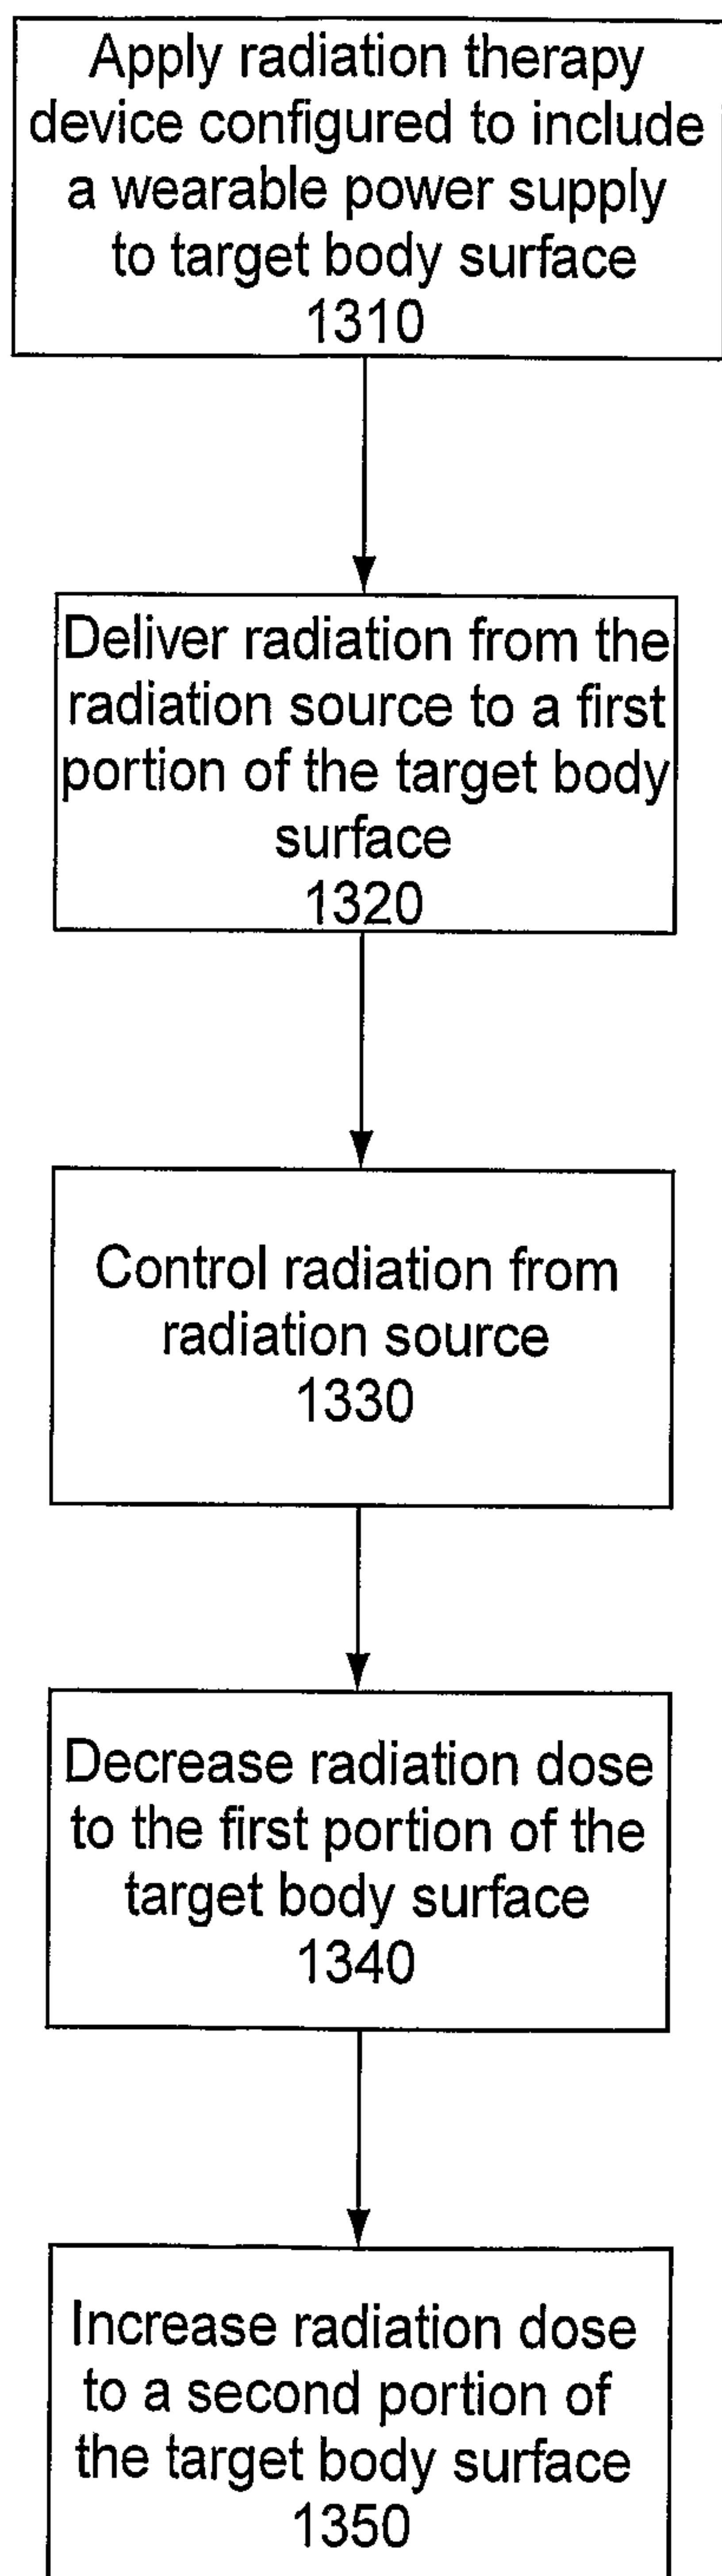 Apply radiation therapy
device configured to include
a wearable power supply
to target body surface
1310
Deliver radiation from the
radiation source to a first
portion of the target body
surface
1320
Control radiation from
radiation source
1330
Decrease radiation dose
to the first portion of the
target body surface
1340
Increase radiation dose
to a second portion of
the target body surface
1350